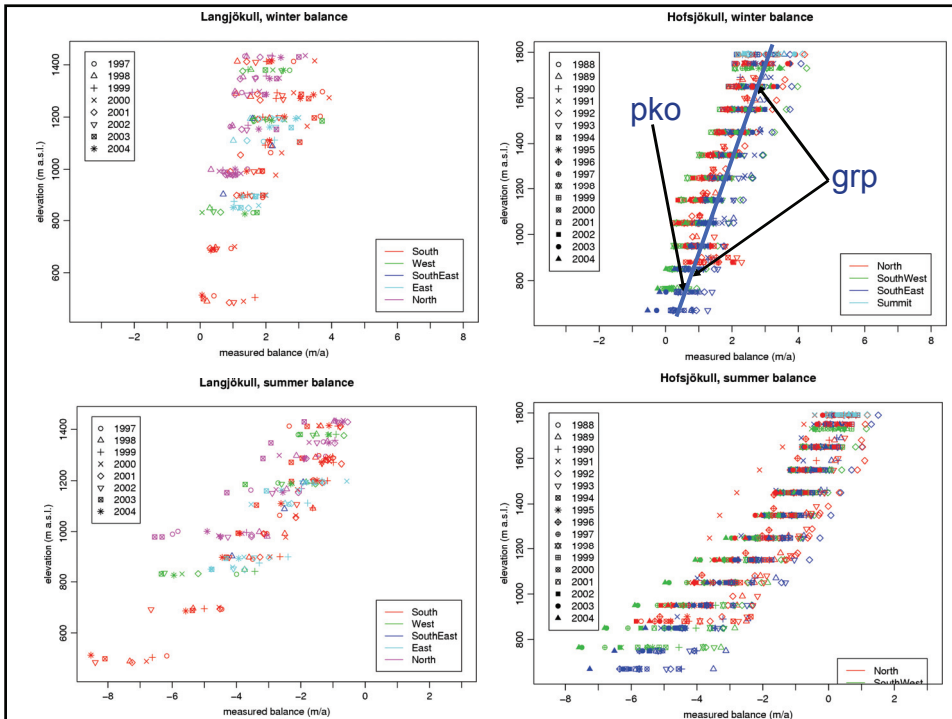 Langjökull, winter balance
1400
1200
1000
800
600
elevation (m a.s.l.)
1997
1998
1999
2000
2001
2002
2003
2004
South
West
SouthEast
East
North
−2 0 2 4 6 8
measured balance (m/a)
Hofsjökull, winter balance
1800
1600
1400
1200
1000
800
elevation (m a.s.l.)
1988
1989
1990
1991
1992
1993
1994
1995
1996
1997
1998
1999
2000
2001
2002
2003
2004
pko
grp
North
SouthWest
SouthEast
Summit
−2 0 2 4 6 8
measured balance (m/a)
Langjökull, summer balance
1400
1200
1000
800
600
elevation (m a.s.l.)
1997
1998
1999
2000
2001
2002
2003
2004
South
West
SouthEast
East
North
−8 −6 −4 −2 0 2
measured balance (m/a)
Hofsjökull, summer balance
1800
1600
1400
1200
1000
800
elevation (m a.s.l.)
1988
1989
1990
1991
1992
1993
1994
1995
1996
1997
1998
1999
2000
2001
2002
2003
2004
North
SouthWest
−8 −6 −4 −2 0 2
measured balance (m/a)